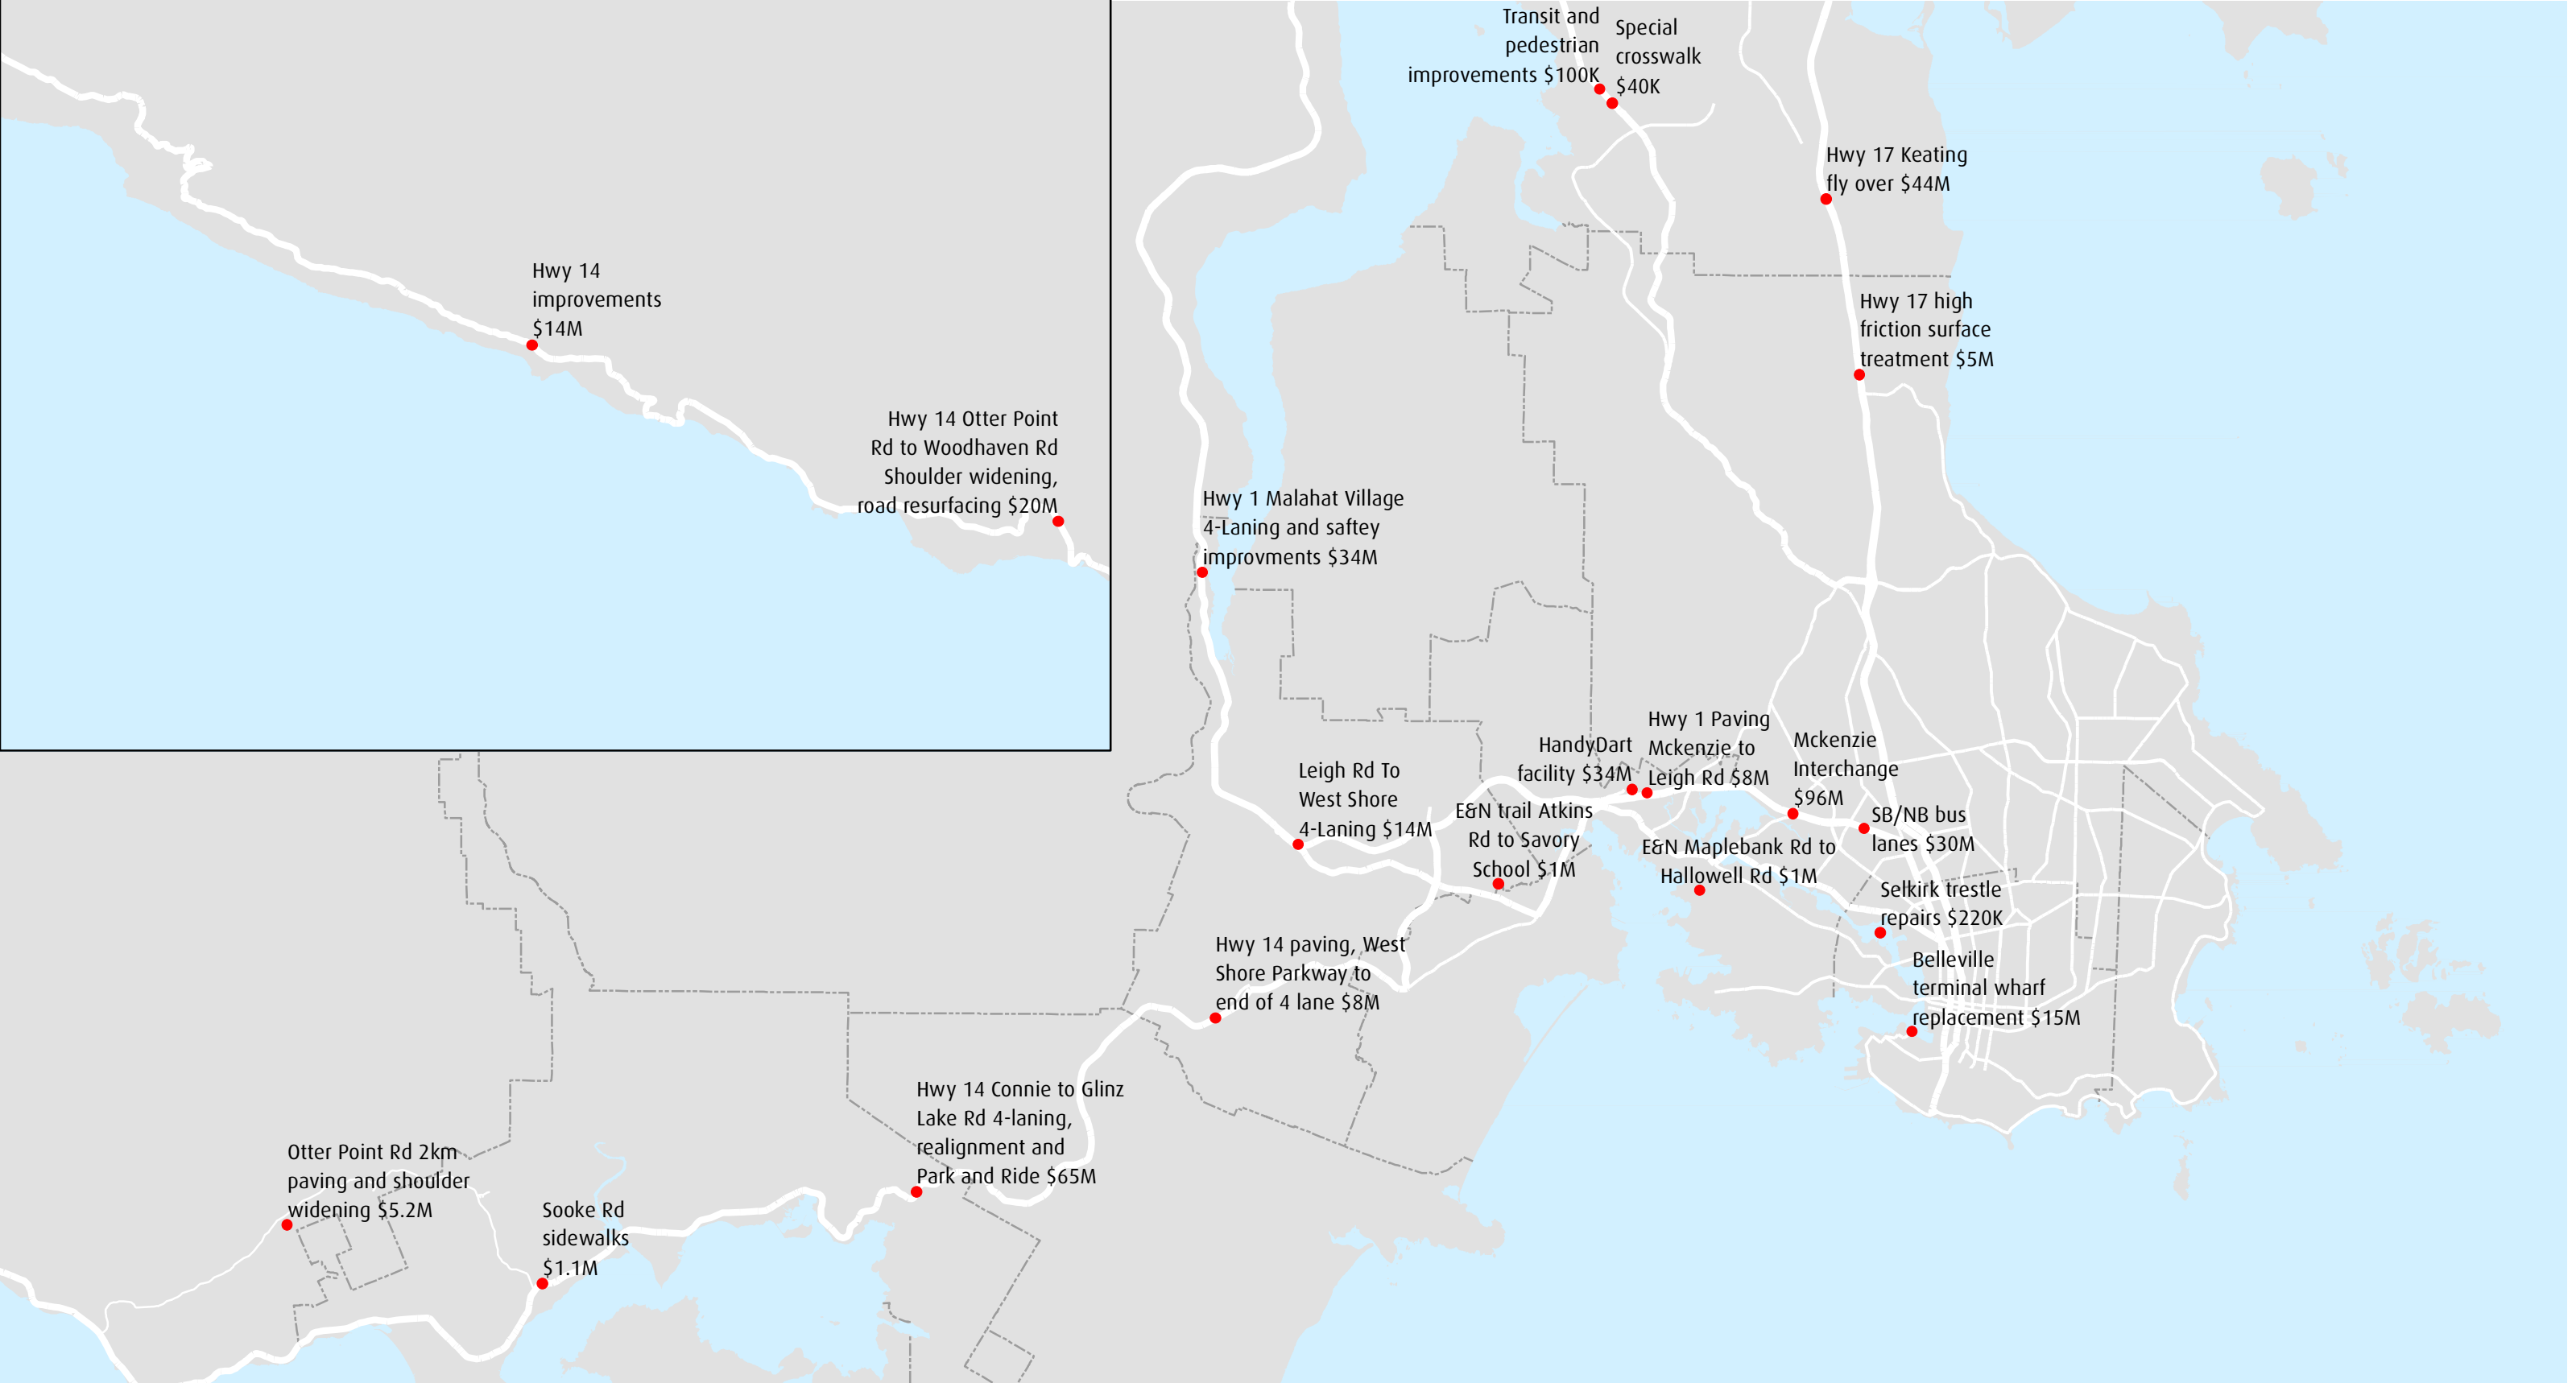 Transit and
pedestrian
improvements $100K
Special
crosswalk
$40K
Hwy 17 Keating
fly over $44M
Hwy 14
improvements
$14M
Hwy 17 high
friction surface
treatment $5M
Hwy 14 Otter Point
Rd to Woodhaven Rd
Shoulder widening,
road resurfacing $20M
Hwy 1 Malahat Village
4-Laning and saftey
improvments $34M
Hwy 1 Paving
Mckenzie to
Leigh Rd $8M
HandyDart
facility $34M
Mckenzie
Interchange
$96M
Leigh Rd To
West Shore
4-Laning $14M
E&N trail Atkins
Rd to Savory
School $1M
SB/NB bus
lanes $30M
E&N Maplebank Rd to
Hallowell Rd $1M
Selkirk trestle
repairs $220K
Hwy 14 paving, West
Shore Parkway to
end of 4 lane $8M
Belleville
terminal wharf
replacement $15M
Hwy 14 Connie to Glinz
Lake Rd 4-laning,
realignment and
Park and Ride $65M
Otter Point Rd 2km
paving and shoulder
widening $5.2M
Sooke Rd
sidewalks
$1.1M